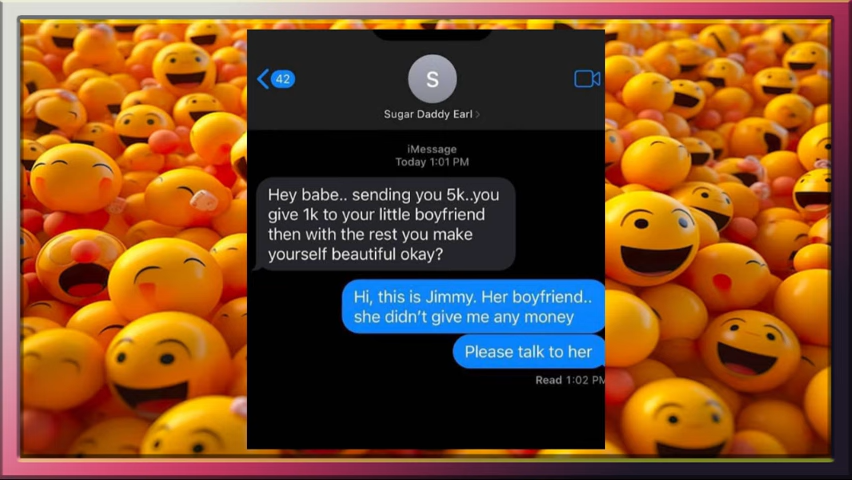 42
S
Sugar Daddy Earl
iMessage
Today 1:01 PM
Hey babe.. sending you 5k..you
give 1k to your little boyfriend
then with the rest you make
yourself beautiful okay?
Hi, this is Jimmy. Her boyfriend..
she didn't give me any money
Please talk to her
Read 1:02 PM